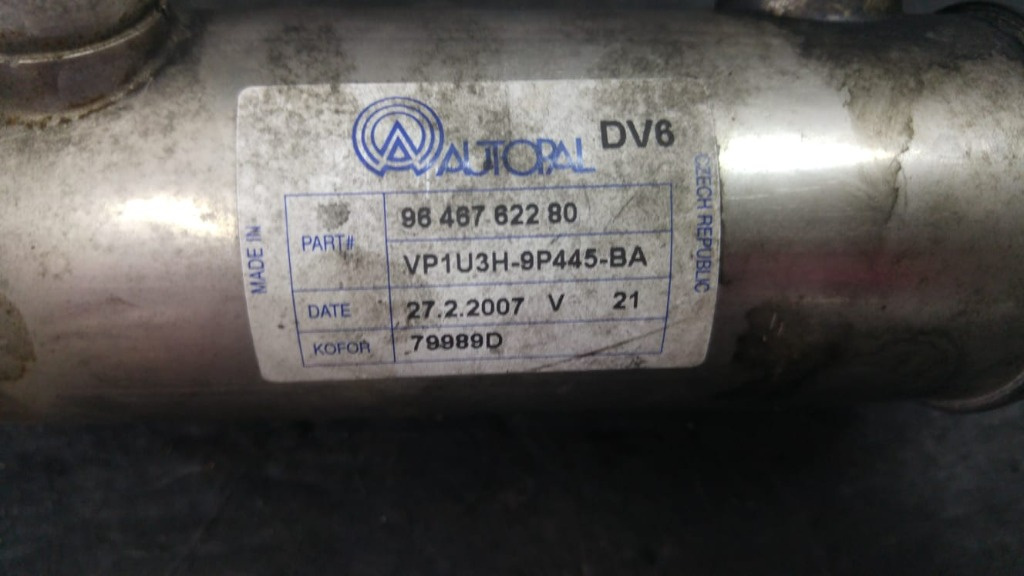 AUTOPAL DV6
MADE IN
PART# 96 467 622 80
VP1U3H-9P445-BA
DATE 27.2.2007 V 21
KOFOR 79989D
CZECH REPUBLIC